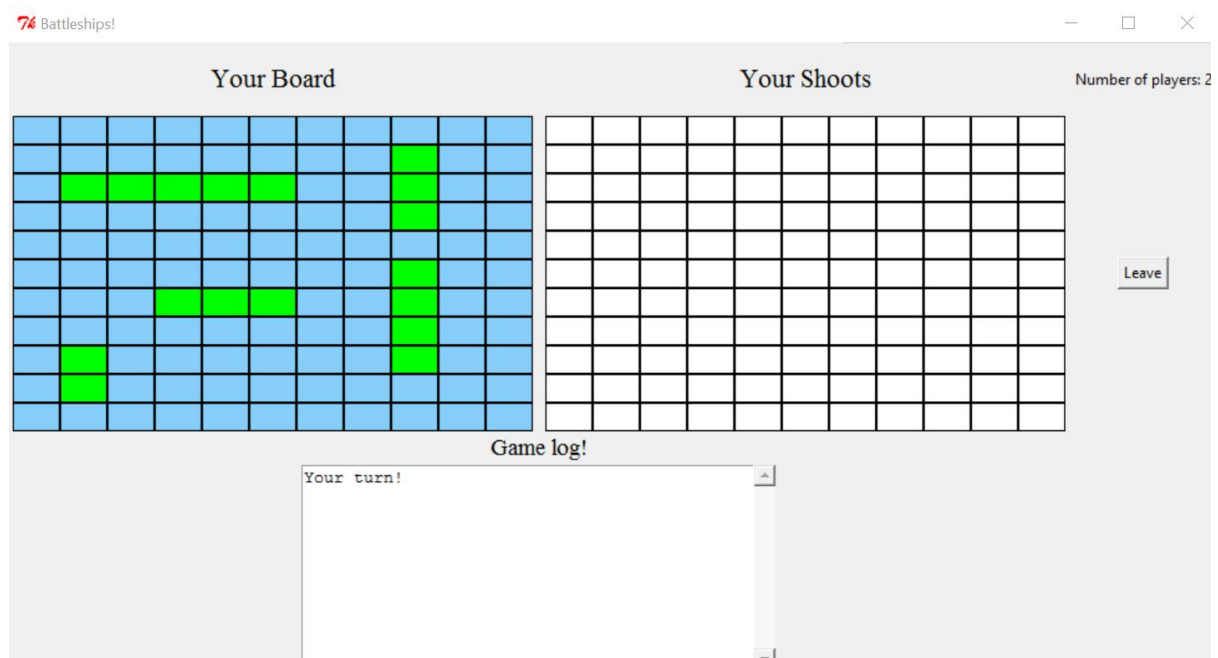 Battleships!
Your Board
Your Shoots
Number of players: 2
Leave
Game log!
Your turn!